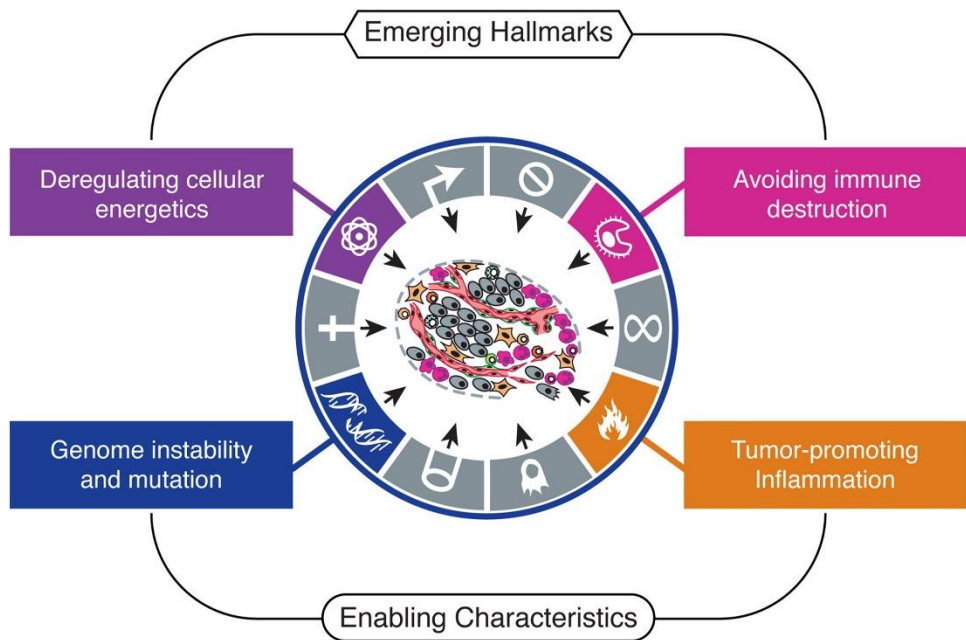 Emerging Hallmarks
Deregulating cellular
energetics
Avoiding immune
destruction
Genome instability
and mutation
Tumor-promoting
Inflammation
Enabling Characteristics